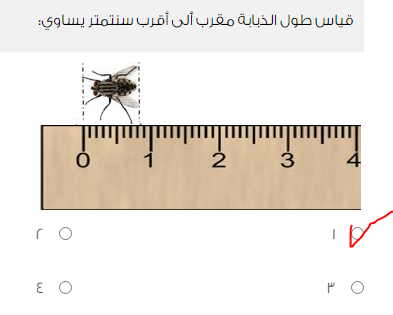 قياس طول الذبابة مقرب ألى أقرب سنتمتر يساوي:
0 1 2 3 4
١ ٢
٣ ٤